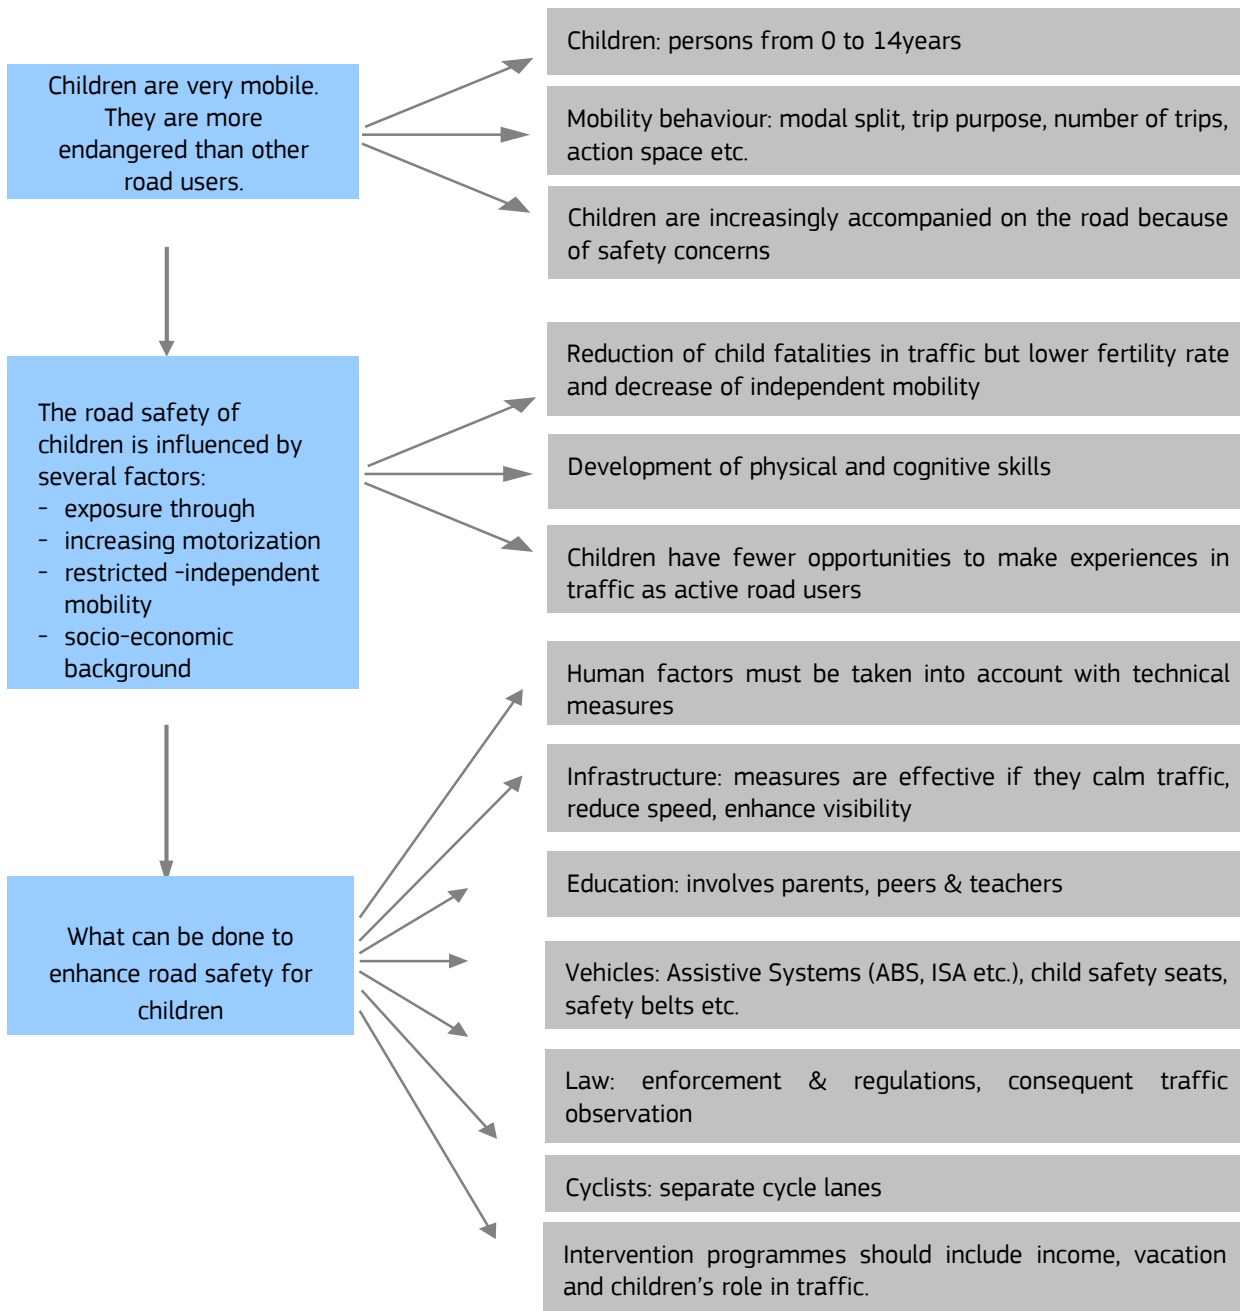 Children are very mobile.
They are more
endangered than other
road users.
Children: persons from 0 to 14years
Mobility behaviour: modal split, trip purpose, number of trips,
action space etc.
Children are increasingly accompanied on the road because
of safety concerns
The road safety of
children is influenced by
several factors:
- exposure through
- increasing motorization
- restricted -independent
mobility
- socio-economic
background
Reduction of child fatalities in traffic but lower fertility rate
and decrease of independent mobility
Development of physical and cognitive skills
Children have fewer opportunities to make experiences in
traffic as active road users
What can be done to
enhance road safety for
children
Human factors must be taken into account with technical
measures
Infrastructure: measures are effective if they calm traffic,
reduce speed, enhance visibility
Education: involves parents, peers & teachers
Vehicles: Assistive Systems (ABS, ISA etc.), child safety seats,
safety belts etc.
Law: enforcement & regulations, consequent traffic
observation
Cyclists: separate cycle lanes
Intervention programmes should include income, vacation
and children's role in traffic.